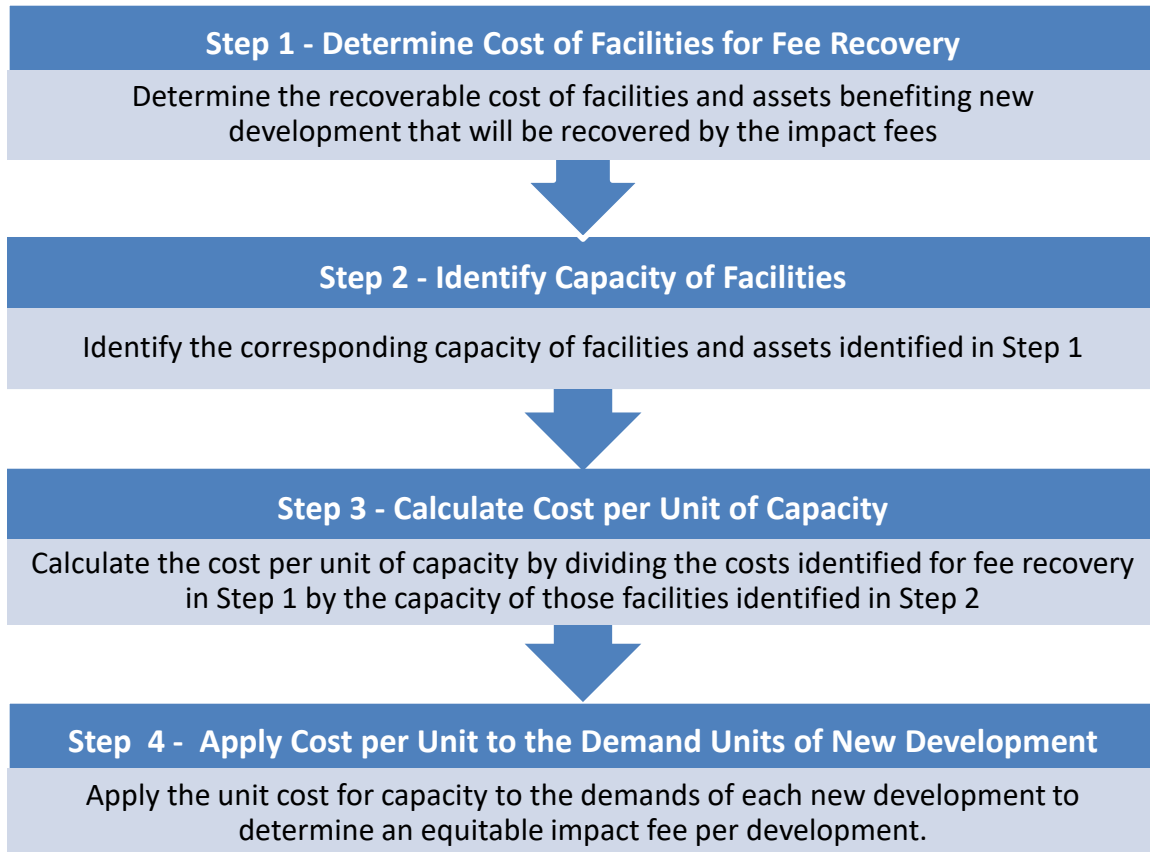 Step 1 - Determine Cost of Facilities for Fee Recovery
Determine the recoverable cost of facilities and assets benefiting new
development that will be recovered by the impact fees
Step 2 - Identify Capacity of Facilities
Identify the corresponding capacity of facilities and assets identified in Step 1
Step 3 - Calculate Cost per Unit of Capacity
Calculate the cost per unit of capacity by dividing the costs identified for fee recovery
in Step 1 by the capacity of those facilities identified in Step 2
Step 4 - Apply Cost per Unit to the Demand Units of New Development
Apply the unit cost for capacity to the demands of each new development to
determine an equitable impact fee per development.